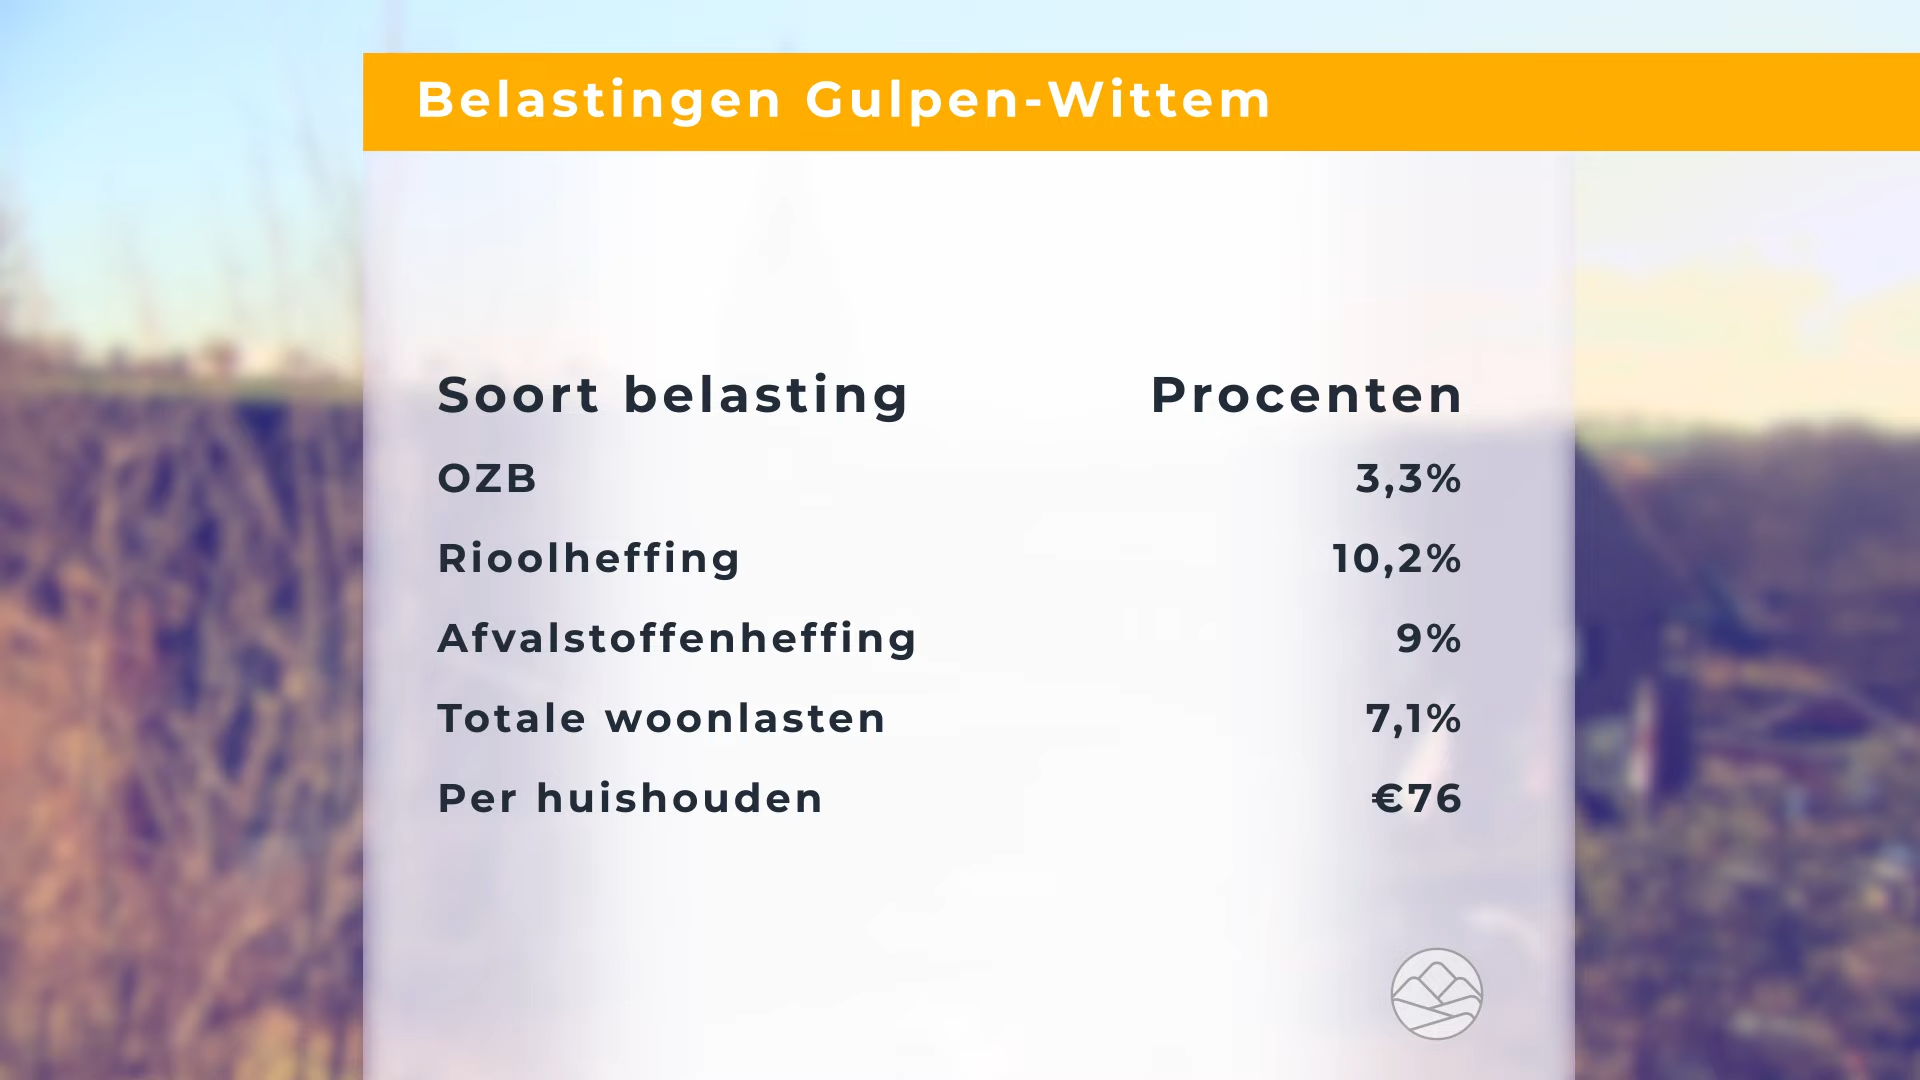 Belastingen Gulpen-Wittem
Soort belasting Procenten
OZB 3,3%
Rioolheffing 10,2%
Afvalstoffenheffing 9%
Totale woonlasten 7,1%
Per huishouden €76